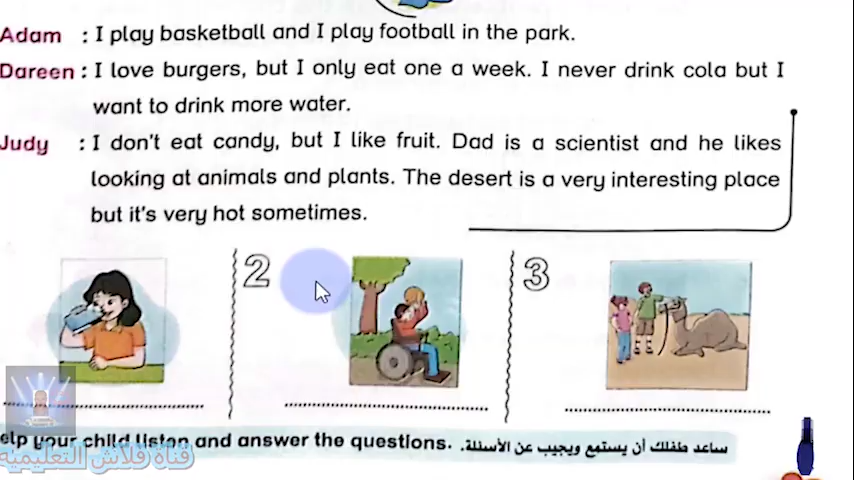 Adam : I play basketball and I play football in the park.
Dareen : I love burgers, but I only eat one a week. I never drink cola but I
want to drink more water.
Judy : I don't eat candy, but I like fruit. Dad is a scientist and he likes
looking at animals and plants. The desert is a very interesting place
but it's very hot sometimes.
2
3
elp your child listen and answer the questions. ساعد طفلك أن يستمع ويجيب عن الأسئلة.
قناة فلاش التعليمية